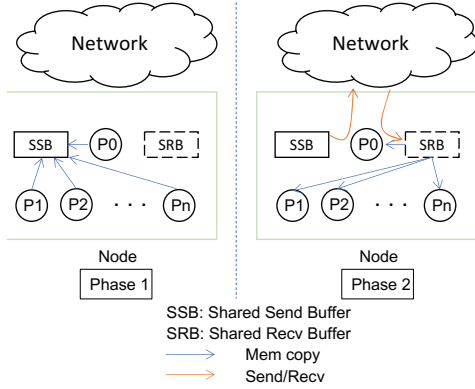 Network
SSB
P0
SRB
P1
P2
. . .
Pn
Node
Phase 1
Network
SSB
P0
SRB
P1
P2
. . .
Pn
Node
Phase 2
SSB: Shared Send Buffer
SRB: Shared Recv Buffer
Mem copy
Send/Recv